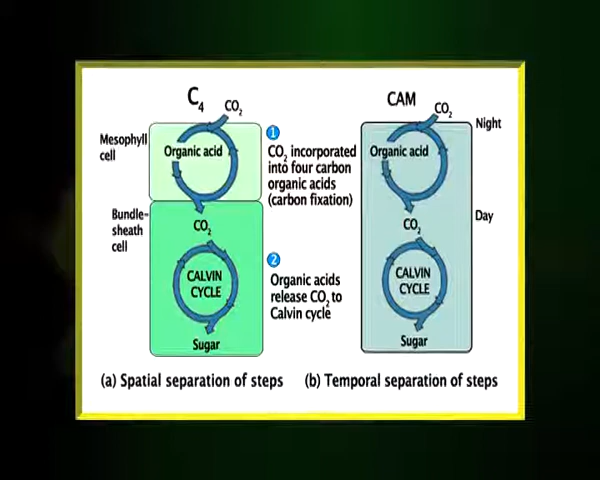 C4
CO2
Mesophyll
cell
Organic acid
Bundle-
sheath
cell
CO2
CALVIN
CYCLE
Sugar
(a) Spatial separation of steps
1
CO2 incorporated
into four carbon
organic acids
(carbon fixation)
2
Organic acids
release CO2 to
Calvin cycle
CAM
CO2
Night
Organic acid
Day
CO2
CALVIN
CYCLE
Sugar
(b) Temporal separation of steps